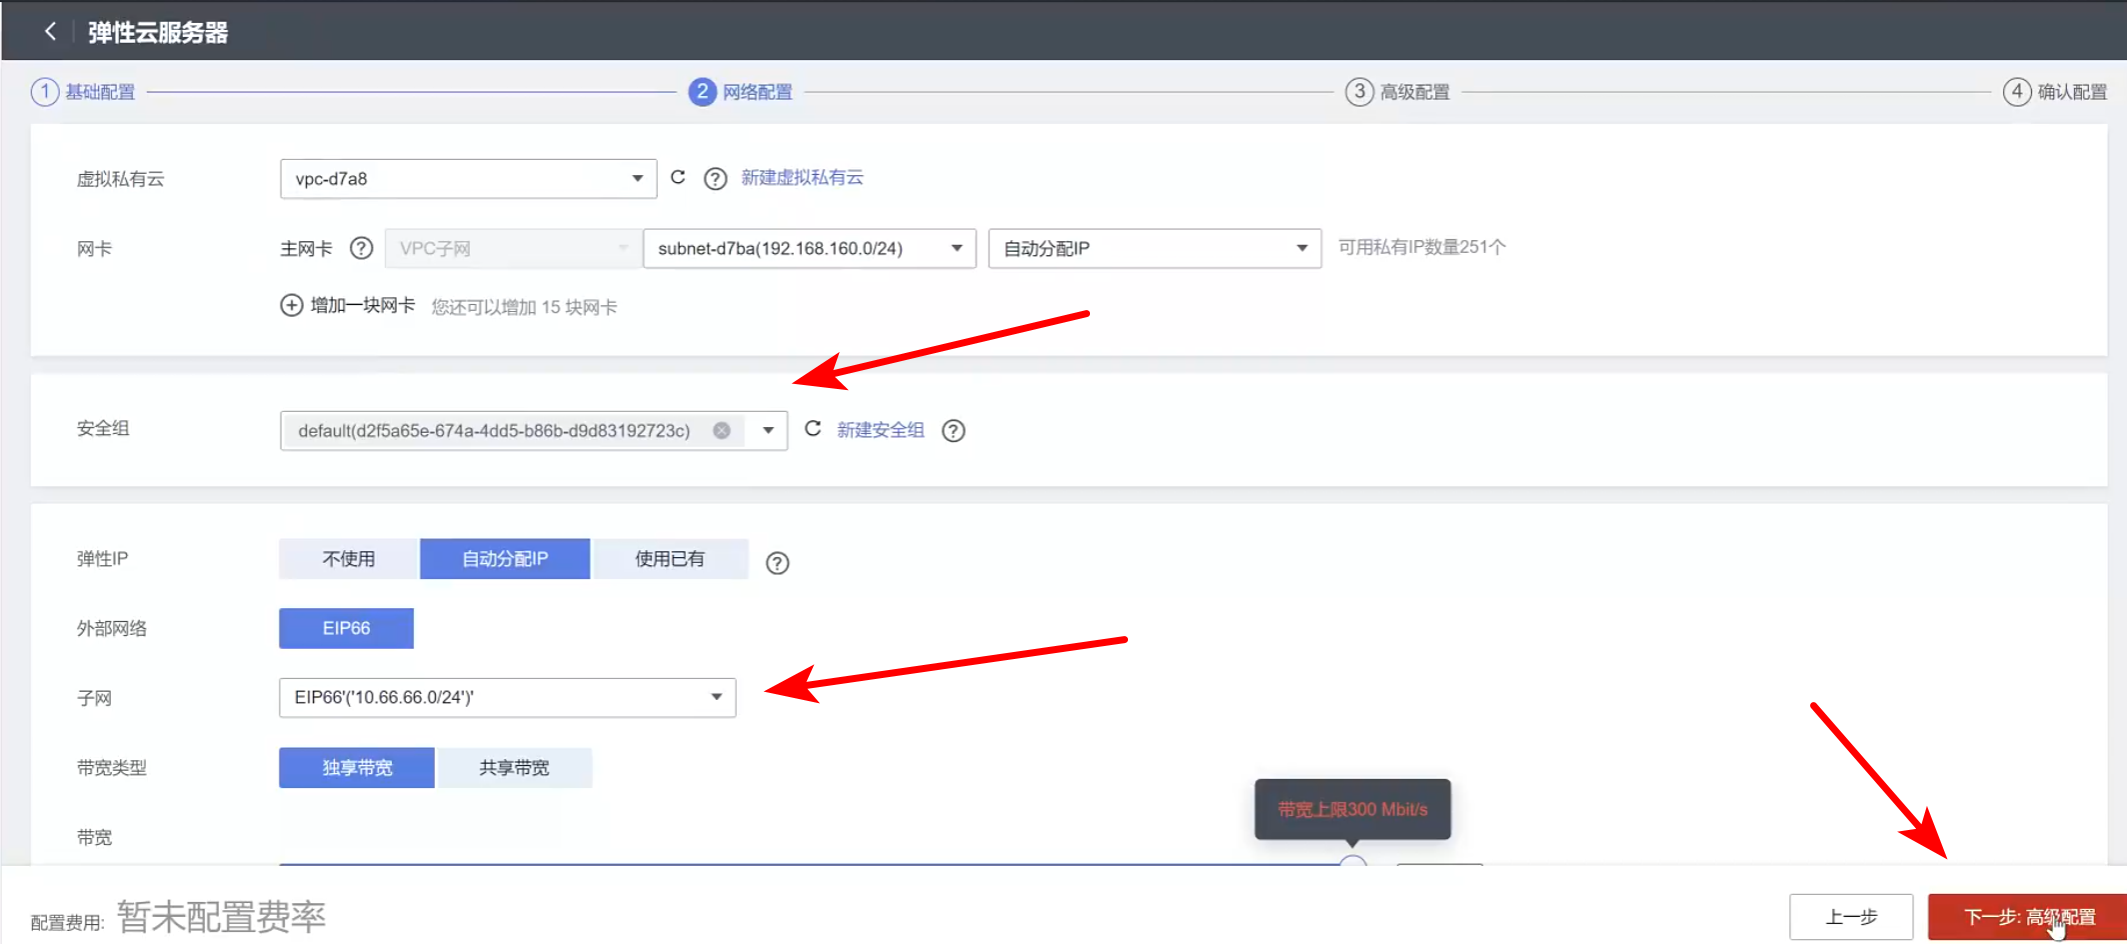 弹性云服务器
1 基础配置 2 网络配置 3 高级配置 4 确认配置
虚拟私有云 vpc-d7a8 ? 新建虚拟私有云
网卡 主网卡 ? VPC子网 subnet-d7ba(192.168.160.0/24) 自动分配IP 可用私有IP数量251个
增加一块网卡 您还可以增加 15 块网卡
安全组 default(d2f5a65e-674a-4dd5-b86b-d9d83192723c) 新建安全组 ?
弹性IP 不使用 自动分配IP 使用已有 ?
外部网络 EIP66
子网 EIP66'('10.66.66.0/24')'
带宽类型 独享带宽 共享带宽
带宽上限300 Mbit/s
带宽
配置费用: 暂未配置费率 上一步 下一步: 高级配置